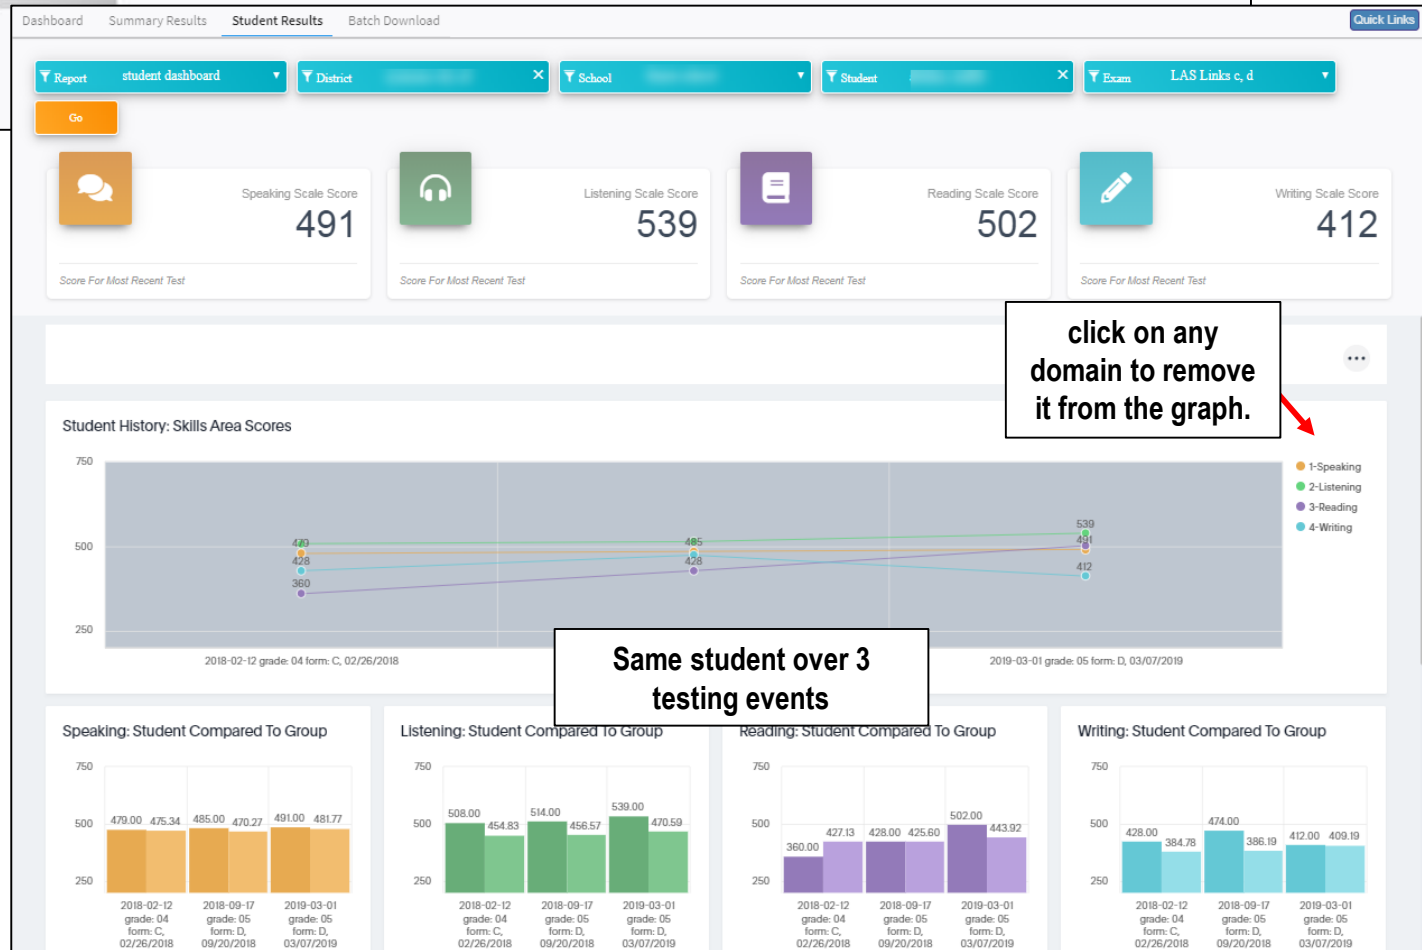 Dashboard Summary Results Student Results Batch Download Quick Links
Report student dashboard District School Student Exam LAS Links c, d
Go
Speaking Scale Score
491
Score For Most Recent Test
Listening Scale Score
539
Score For Most Recent Test
Reading Scale Score
502
Score For Most Recent Test
Writing Scale Score
412
Score For Most Recent Test
click on any
domain to remove
it from the graph.
Student History: Skills Area Scores
750
500
250
479
428
360
485
428
539
491
412
1-Speaking
2-Listening
3-Reading
4-Writing
2018-02-12 grade: 04 form: C, 02/26/2018
2019-03-01 grade: 05 form: D, 03/07/2019
Same student over 3
testing events
Speaking: Student Compared To Group
750
500
250
479.00 475.34 485.00 470.27 491.00 481.77
2018-02-12 2018-09-17 2019-03-01
grade: 04 grade: 05 grade: 05
form: C, form: D, form: D,
02/26/2018 09/20/2018 03/07/2019
Listening: Student Compared To Group
750
500
250
508.00 454.83 514.00 456.57 539.00 470.59
2018-02-12 2018-09-17 2019-03-01
grade: 04 grade: 05 grade: 05
form: C, form: D, form: D,
02/26/2018 09/20/2018 03/07/2019
Reading: Student Compared To Group
750
500
250
360.00 427.13 428.00 425.60 502.00 443.92
2018-02-12 2018-09-17 2019-03-01
grade: 04 grade: 05 grade: 05
form: C, form: D, form: D,
02/26/2018 09/20/2018 03/07/2019
Writing: Student Compared To Group
750
500
250
428.00 384.78 474.00 386.19 412.00 409.19
2018-02-12 2018-09-17 2019-03-01
grade: 04 grade: 05 grade: 05
form: C, form: D, form: D,
02/26/2018 09/20/2018 03/07/2019